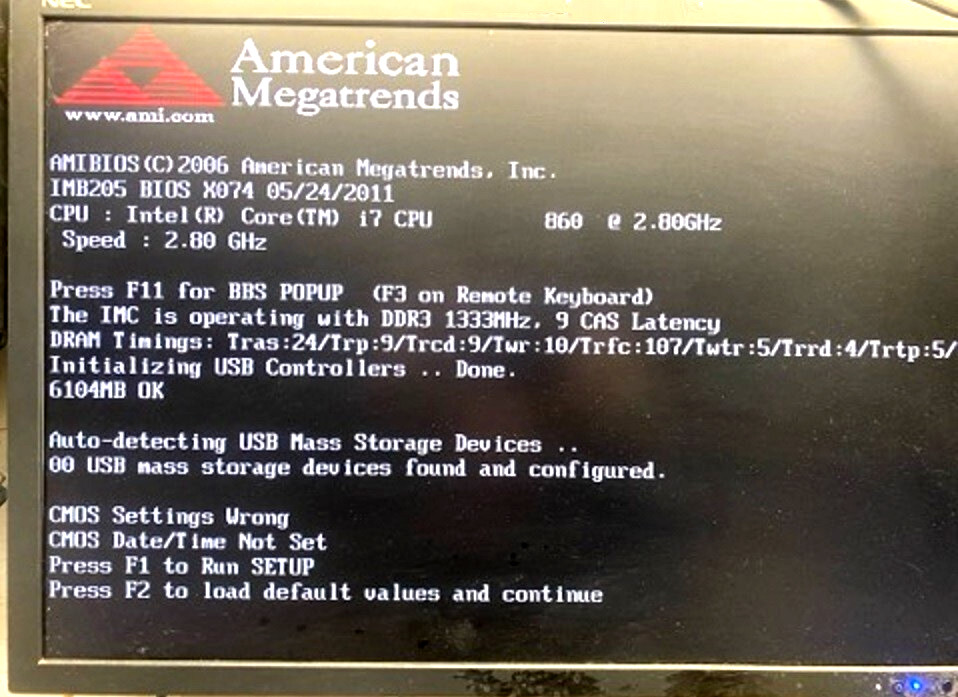 NEC
American
Megatrends
www.ami.com
AMIBIOS(C)2006 American Megatrends, Inc.
IMB205 BIOS X074 05/24/2011
CPU : Intel(R) Core(TM) i7 CPU 860 @ 2.80GHz
Speed : 2.80 GHz
Press F11 for BBS POPUP (F3 on Remote Keyboard)
The IMC is operating with DDR3 1333MHz, 9 CAS Latency
DRAM Timings: Tras:24/Trp:9/Trcd:9/Twr:10/Trfc:107/Twtr:5/Trrd:4/Trtp:5/
Initializing USB Controllers .. Done.
6104MB OK
Auto-detecting USB Mass Storage Devices ..
00 USB mass storage devices found and configured.
CMOS Settings Wrong
CMOS Date/Time Not Set
Press F1 to Run SETUP
Press F2 to load default values and continue